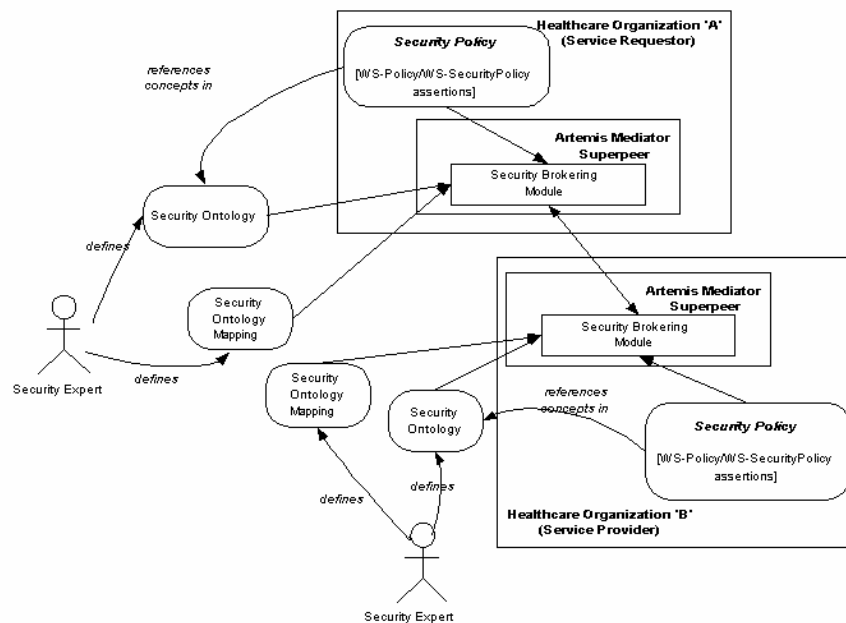 Healthcare Organization 'A'
(Service Requestor)
Security Policy
[WS-Policy/WS-SecurityPolicy
assertions]
references
concepts in
Artemis Mediator
Superpeer
Security Brokering
Module
Security Ontology
defines
Security
Ontology
Mapping
Security Expert
defines
Artemis Mediator
Superpeer
Security Brokering
Module
Security
Ontology
Mapping
Security
Ontology
references
concepts in
Security Policy
[WS-Policy/WS-SecurityPolicy
assertions]
defines
defines
Healthcare Organization 'B'
(Service Provider)
Security Expert